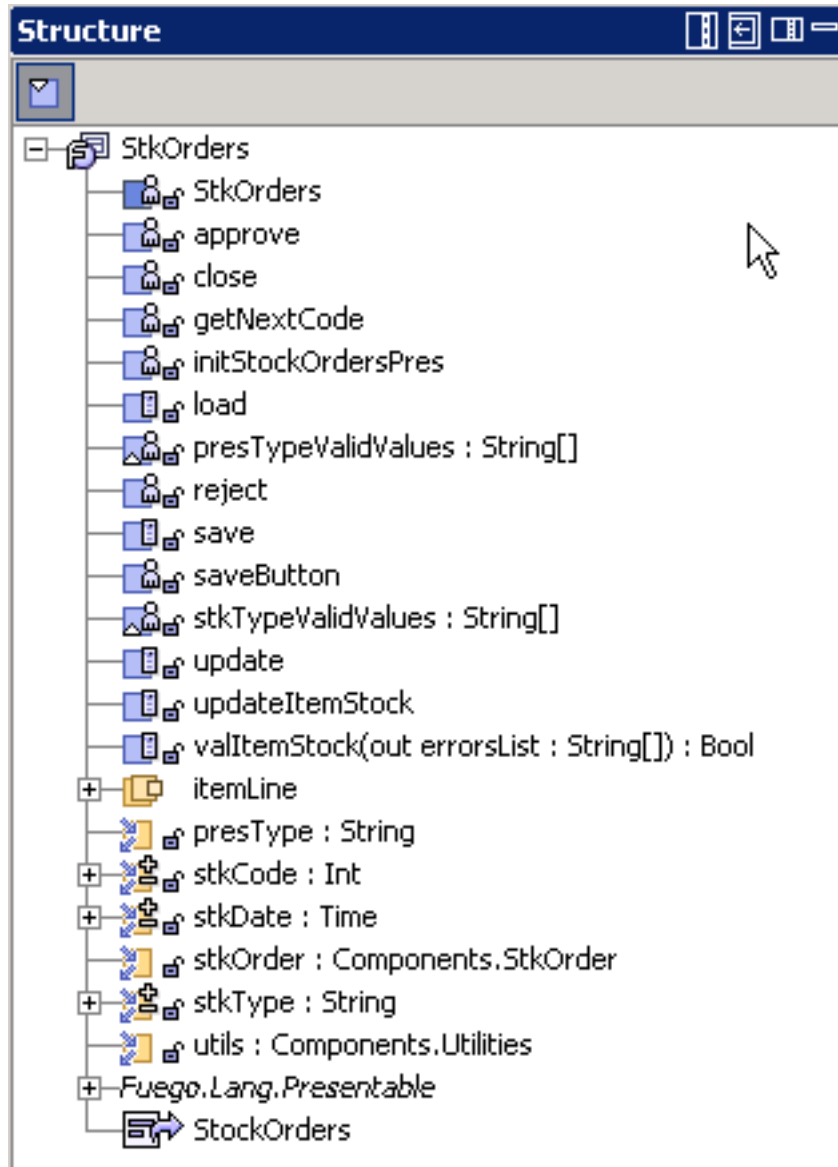 Structure
StkOrders
StkOrders
approve
close
getNextCode
initStockOrdersPres
load
presTypeValidValues : String[]
reject
save
saveButton
stkTypeValidValues : String[]
update
updateItemStock
valItemStock(out errorsList : String[]) : Bool
itemLine
presType : String
stkCode : Int
stkDate : Time
stkOrder : Components.StkOrder
stkType : String
utils : Components.Utilities
Fuego.Lang.Presentable
StockOrders